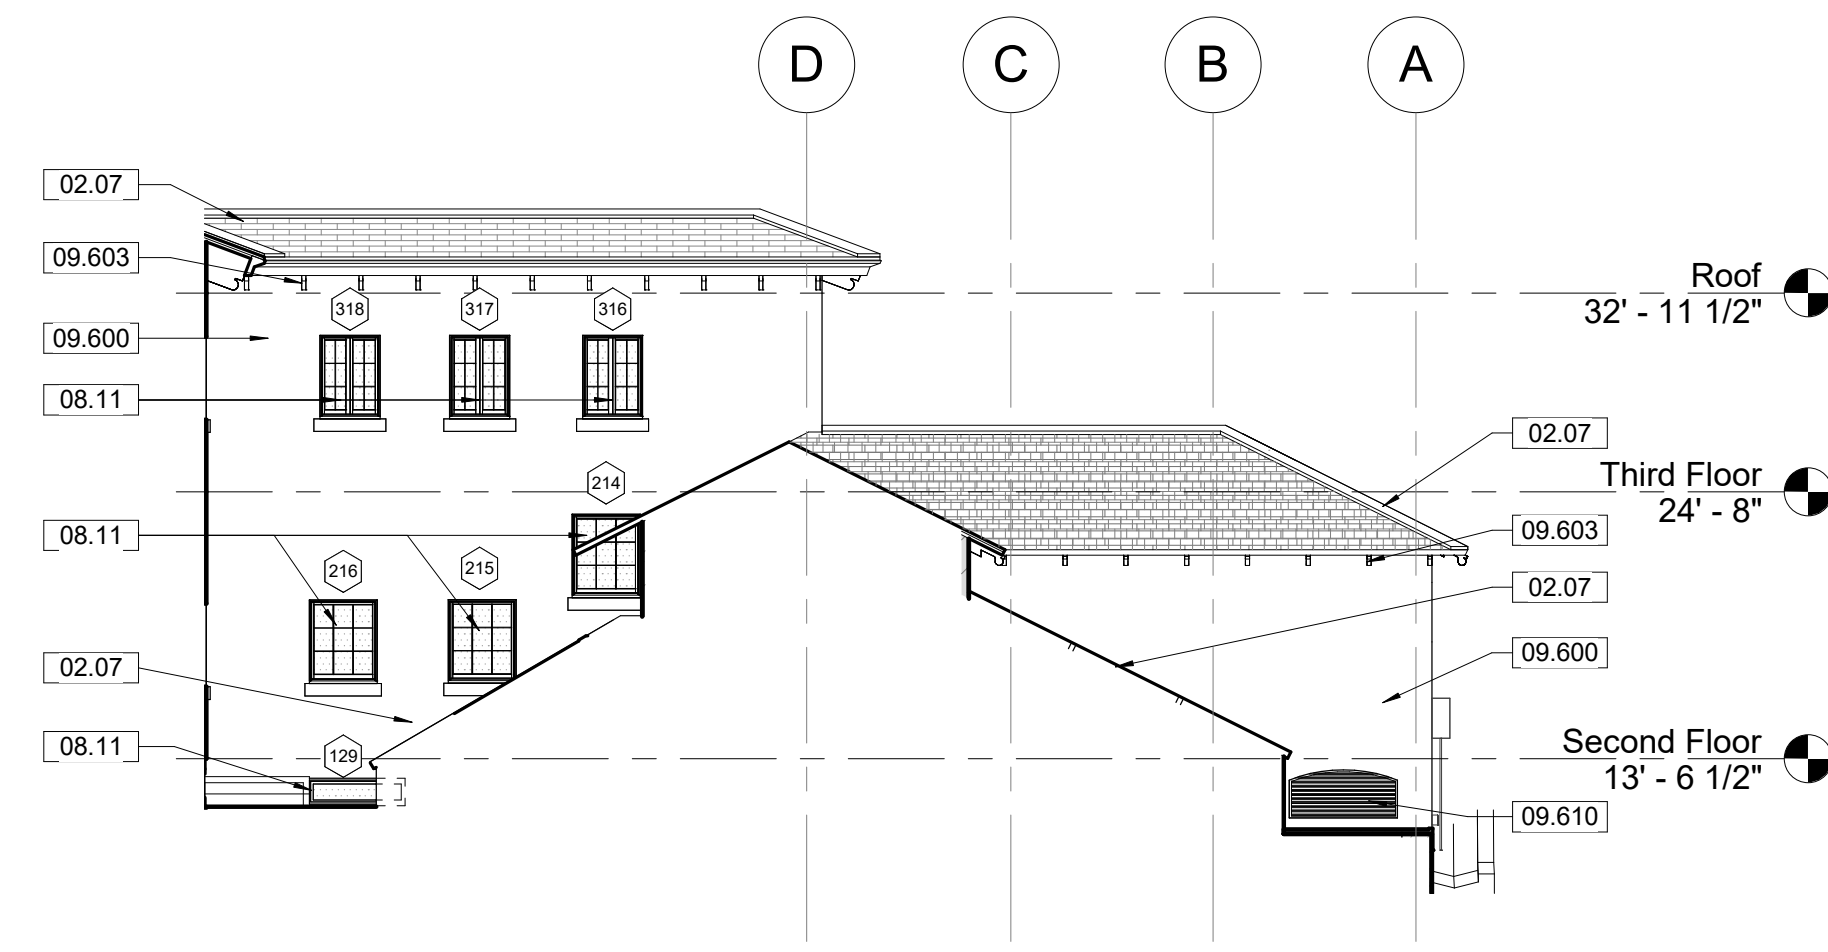 D
C
B
A
02.07
09.603
Roof
32' - 11 1/2"
318
317
316
09.600
08.11
02.07
Third Floor
24' - 8"
214
09.603
08.11
216
215
02.07
09.600
02.07
Second Floor
13' - 6 1/2"
08.11
129
09.610